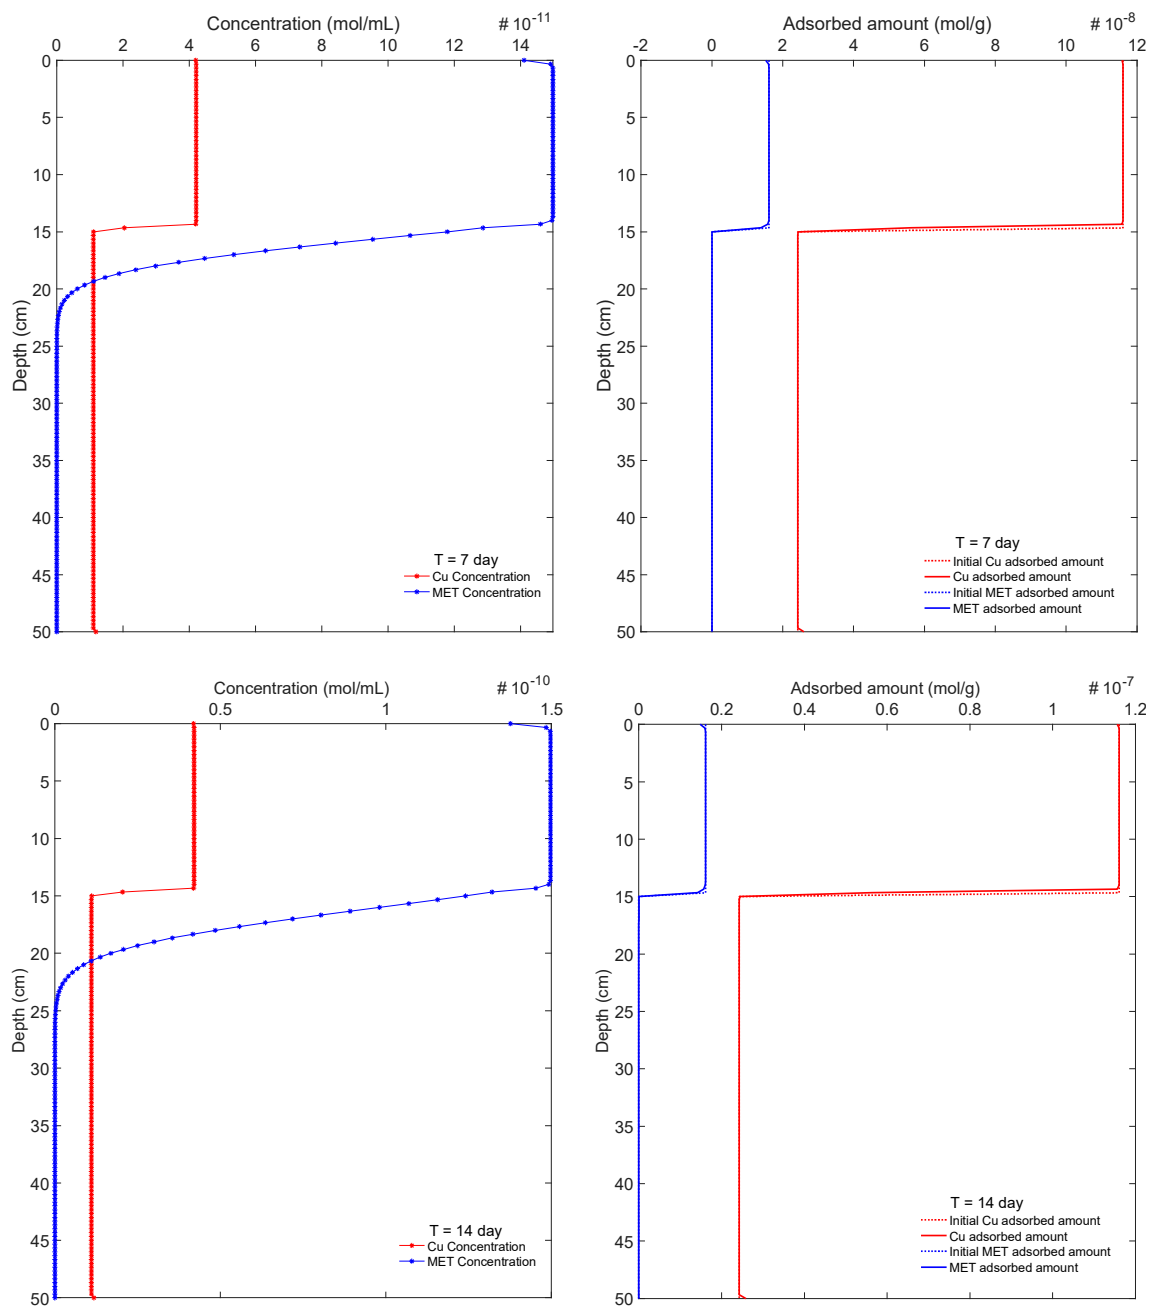 Concentration (mol/mL) # 10^-11
0 2 4 6 8 10 12 14
0
5
10
15
20
25
30
35
40
45
50
Depth (cm)
T = 7 day
Cu Concentration
MET Concentration
Adsorbed amount (mol/g) # 10^-8
-2 0 2 4 6 8 10 12
0
5
10
15
20
25
30
35
40
45
50
Depth (cm)
T = 7 day
Initial Cu adsorbed amount
Cu adsorbed amount
Initial MET adsorbed amount
MET adsorbed amount
Concentration (mol/mL) # 10^-10
0 0.5 1 1.5
0
5
10
15
20
25
30
35
40
45
50
Depth (cm)
T = 14 day
Cu Concentration
MET Concentration
Adsorbed amount (mol/g) # 10^-7
0 0.2 0.4 0.6 0.8 1 1.2
0
5
10
15
20
25
30
35
40
45
50
Depth (cm)
T = 14 day
Initial Cu adsorbed amount
Cu adsorbed amount
Initial MET adsorbed amount
MET adsorbed amount